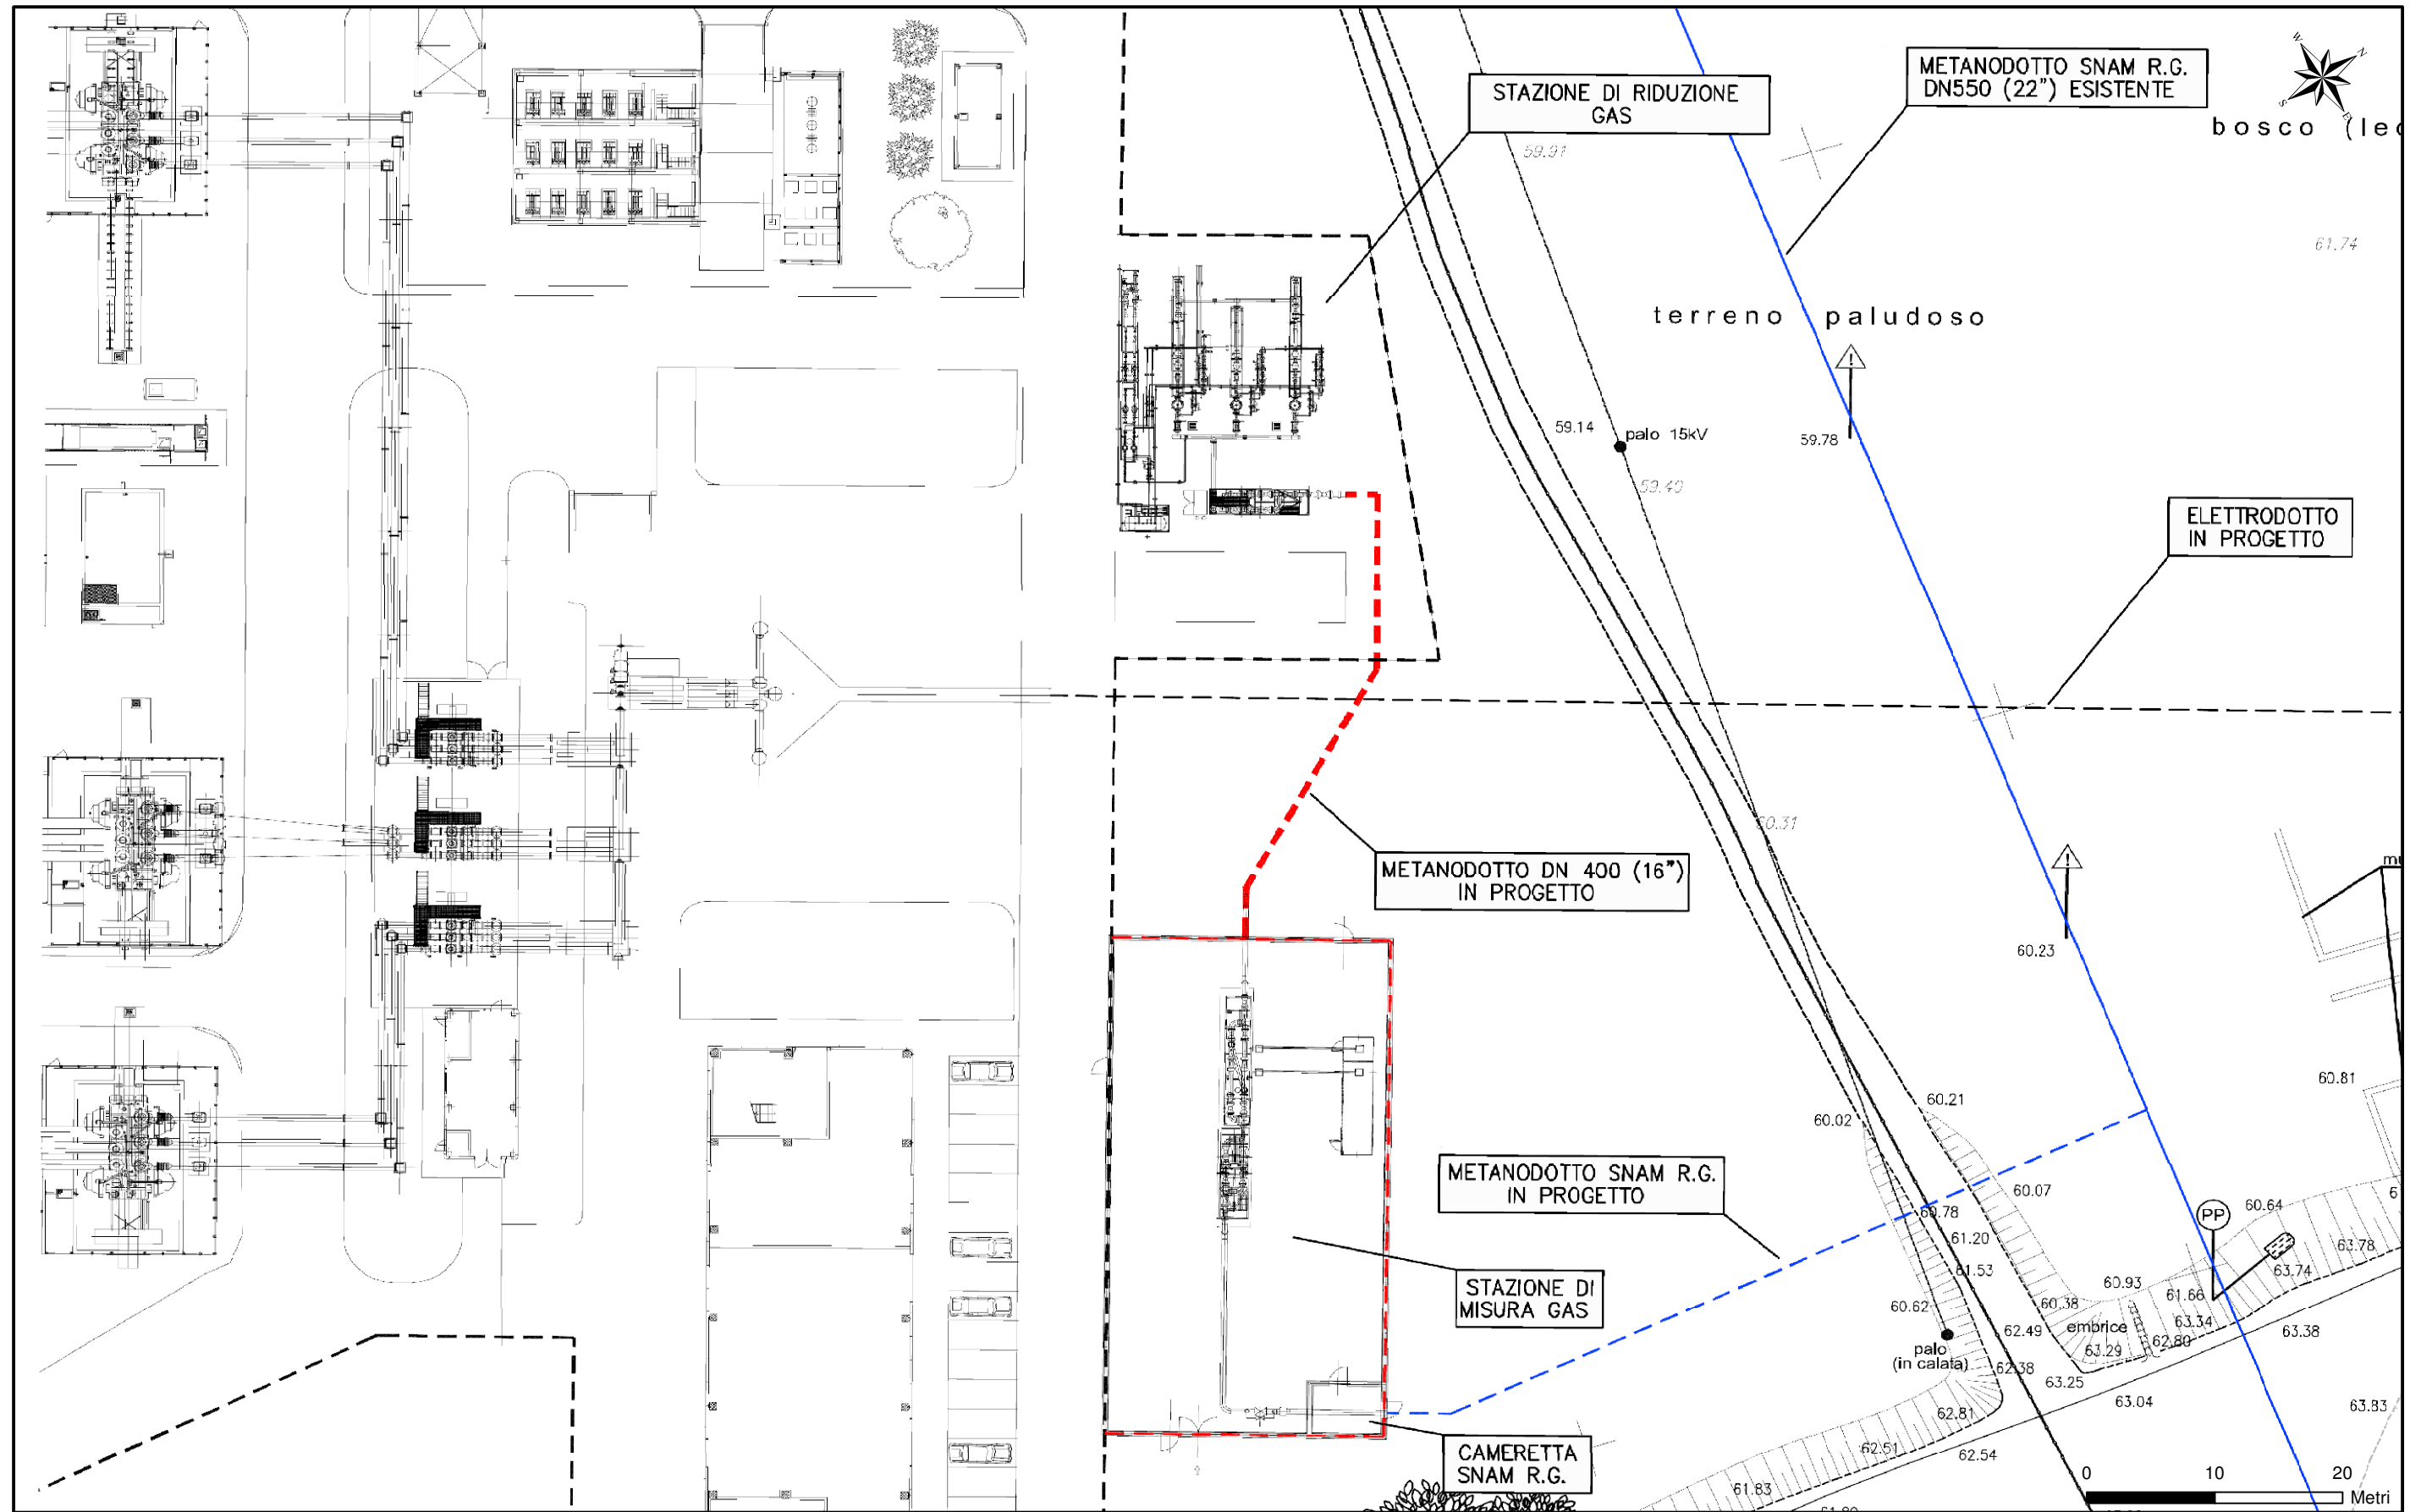 METANODOTTO SNAM R.G.
DN550 (22") ESISTENTE
STAZIONE DI RIDUZIONE
GAS
W
N
S
E
bosco (lec
59.91
61.74
terreno paludoso
59.14
palo 15kV
59.78
59.40
ELETTRODOTTO
IN PROGETTO
60.31
METANODOTTO DN 400 (16")
IN PROGETTO
60.23
60.81
60.21
60.02
METANODOTTO SNAM R.G.
IN PROGETTO
60.07
PP
60.64
60.78
61.20
63.78
61.53
63.74
STAZIONE DI
MISURA GAS
60.93
61.66
60.62
60.38
63.34
62.49
embrice
62.80
63.38
63.29
palo
(in calata)
62.38
63.25
63.04
63.83
62.81
62.51
62.54
CAMERETTA
SNAM R.G.
61.83
0 10 20
Metri